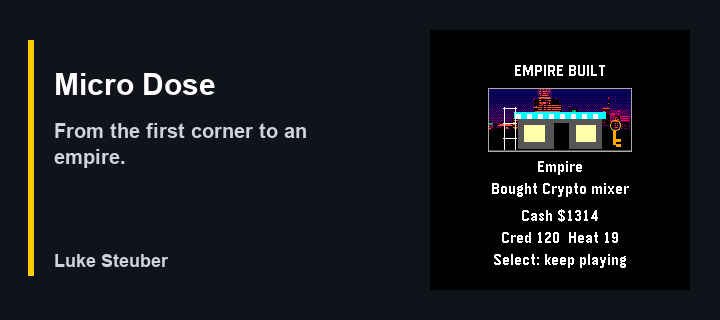 Micro Dose
From the first corner to an
empire.
Luke Steuber
EMPIRE BUILT
Empire
Bought Crypto mixer
Cash $1314
Cred 120 Heat 19
Select: keep playing